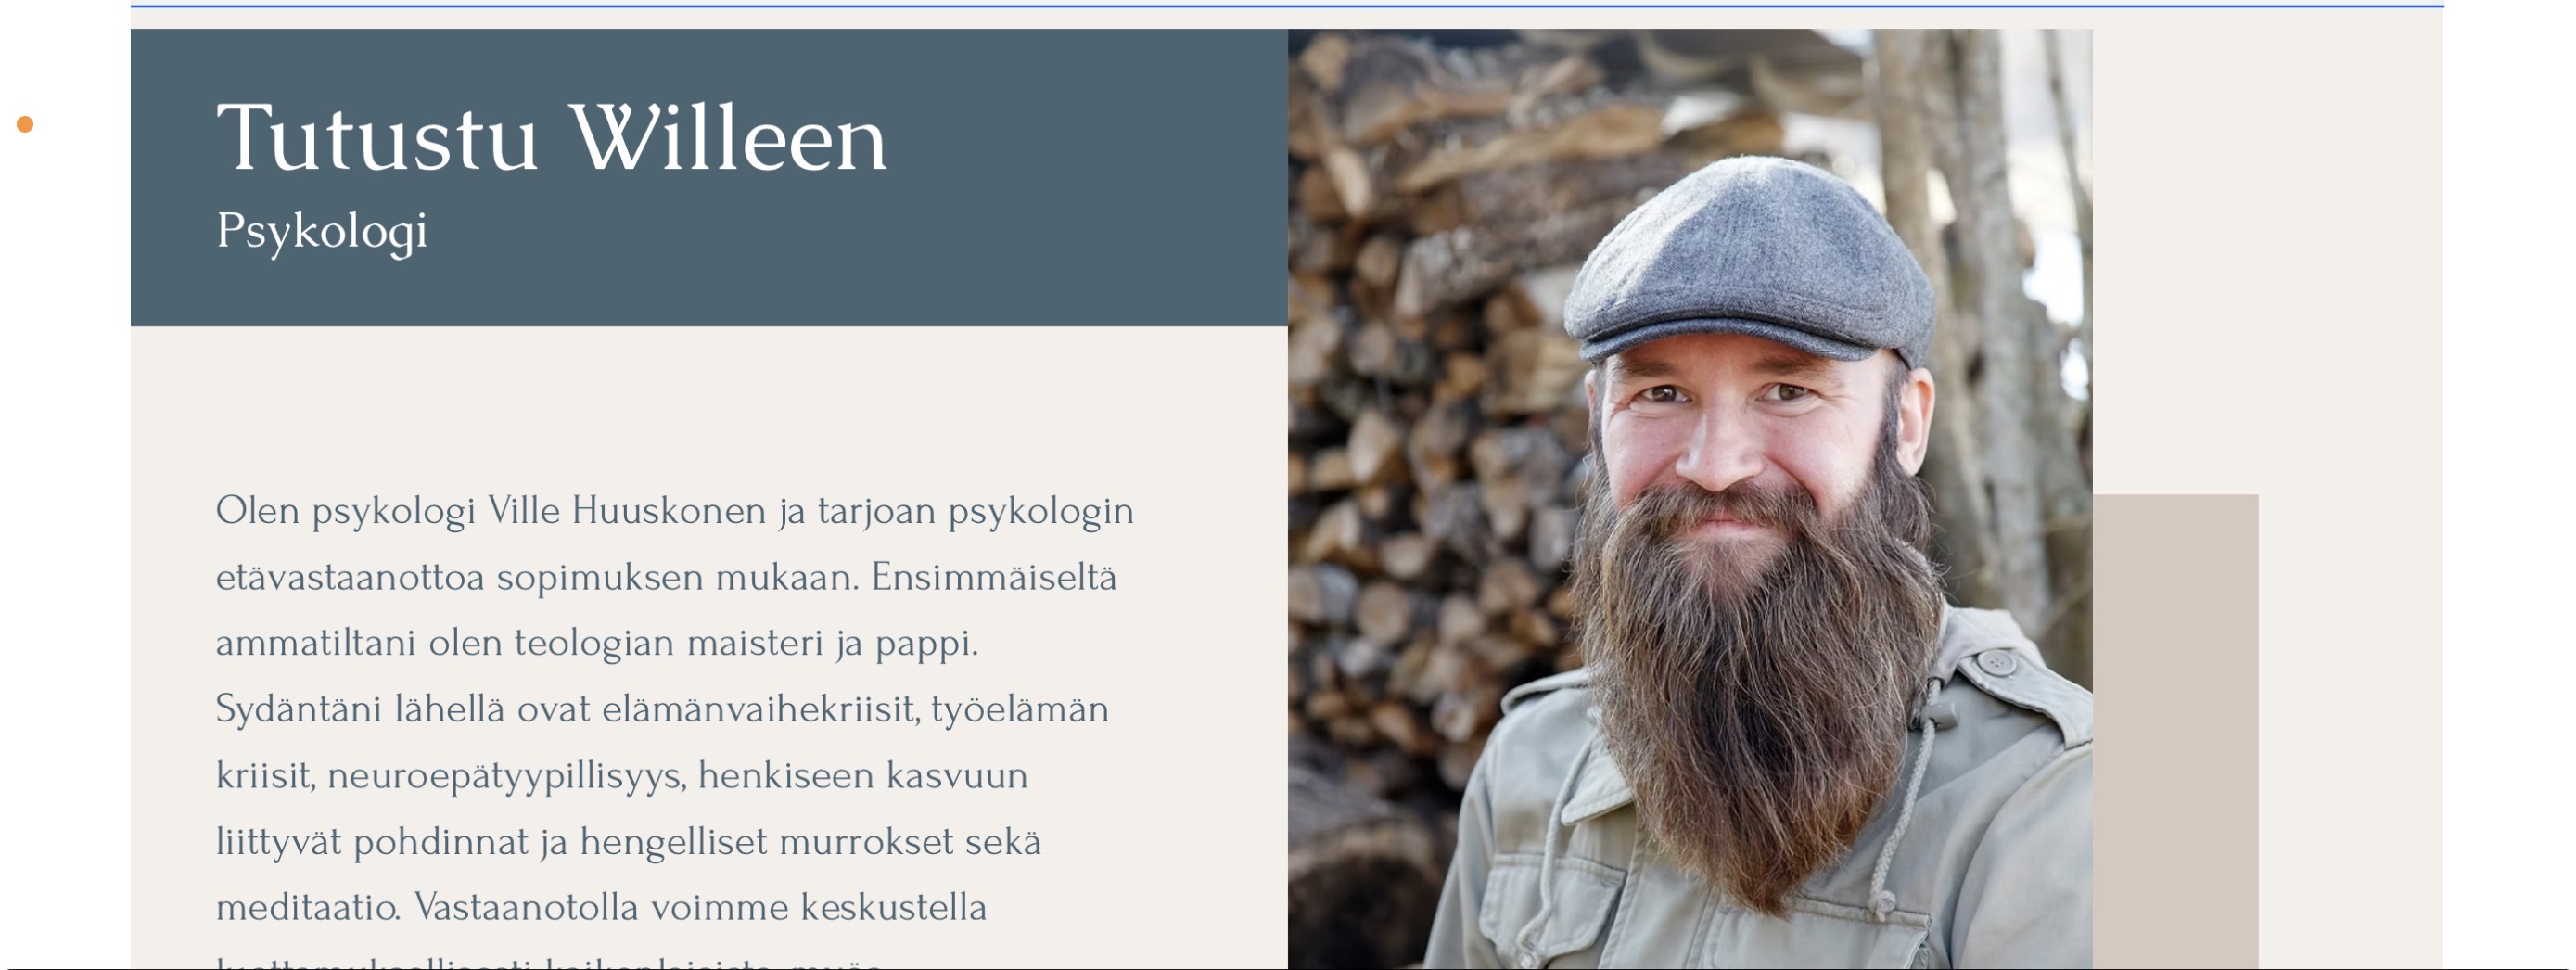 Tutustu Willeen
Psykologi
Olen psykologi Ville Huuskonen ja tarjoan psykologin
etävastaanottoa sopimuksen mukaan. Ensimmäiseltä
ammatiltani olen teologian maisteri ja pappi.
Sydäntäni lähellä ovat elämänvaihekriisit, työelämän
kriisit, neuroepätyypillisyys, henkiseen kasvuun
liittyvät pohdinnat ja hengelliset murrokset sekä
meditaatio. Vastaanotolla voimme keskustella